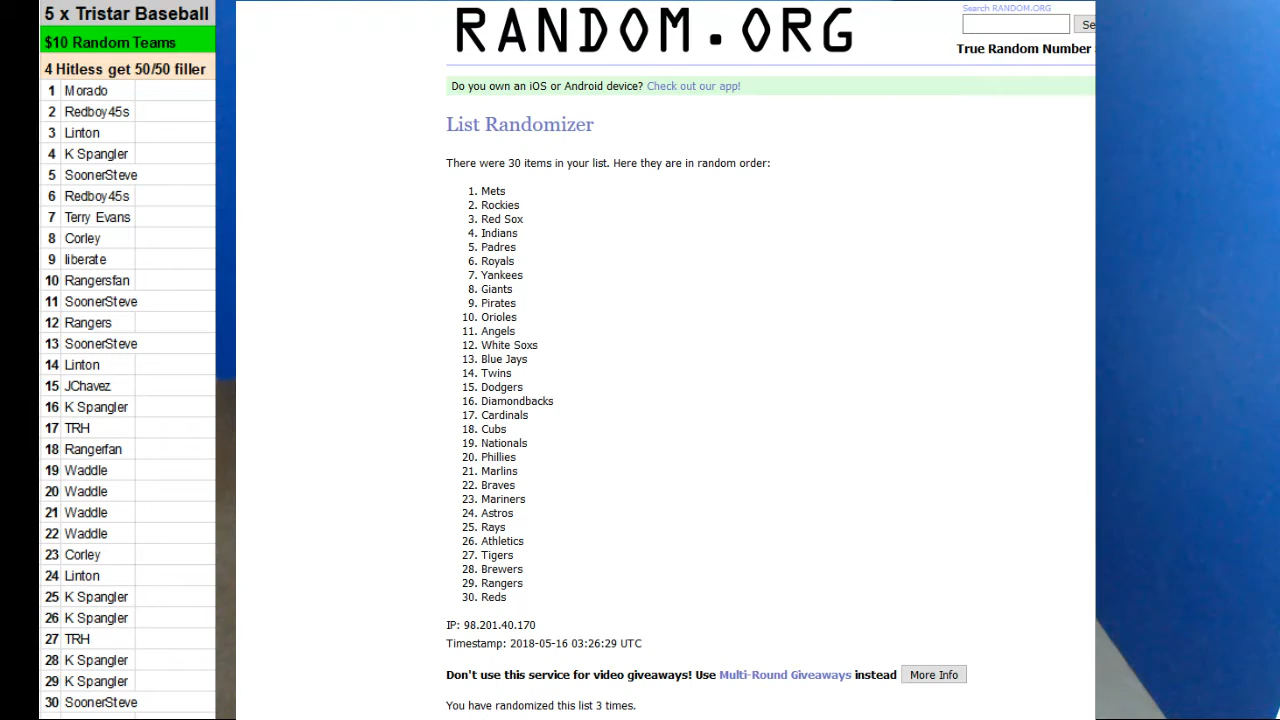 5 x Tristar Baseball
$10 Random Teams
4 Hitless get 50/50 filler
1 Morado
2 Redboy45s
3 Linton
4 K Spangler
5 SoonerSteve
6 Redboy45s
7 Terry Evans
8 Corley
9 liberate
10 Rangersfan
11 SoonerSteve
12 Rangers
13 SoonerSteve
14 Linton
15 JChavez
16 K Spangler
17 TRH
18 Rangerfan
19 Waddle
20 Waddle
21 Waddle
22 Waddle
23 Corley
24 Linton
25 K Spangler
26 K Spangler
27 TRH
28 K Spangler
29 K Spangler
30 SoonerSteve
RANDOM.ORG
Search RANDOM.ORG
Se
True Random Number
Do you own an iOS or Android device? Check out our app!
List Randomizer
There were 30 items in your list. Here they are in random order:
1. Mets
2. Rockies
3. Red Sox
4. Indians
5. Padres
6. Royals
7. Yankees
8. Giants
9. Pirates
10. Orioles
11. Angels
12. White Soxs
13. Blue Jays
14. Twins
15. Dodgers
16. Diamondbacks
17. Cardinals
18. Cubs
19. Nationals
20. Phillies
21. Marlins
22. Braves
23. Mariners
24. Astros
25. Rays
26. Athletics
27. Tigers
28. Brewers
29. Rangers
30. Reds
IP: 98.201.40.170
Timestamp: 2018-05-16 03:26:29 UTC
Don't use this service for video giveaways! Use Multi-Round Giveaways instead More Info
You have randomized this list 3 times.